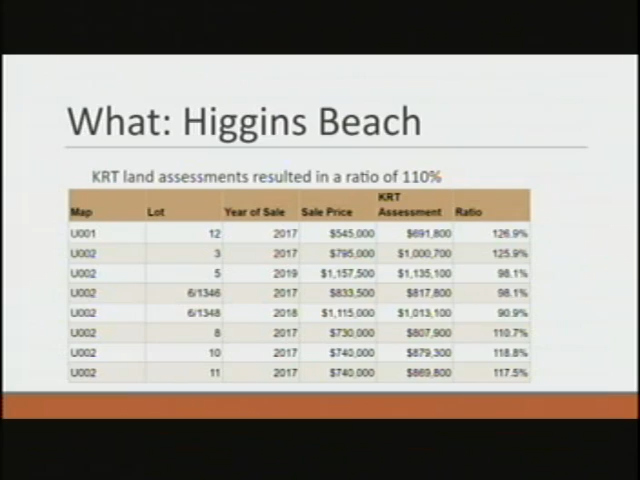 What: Higgins Beach
KRT land assessments resulted in a ratio of 110%
Map Lot Year of Sale Sale Price KRT Assessment Ratio
U001 12 2017 $545,000 $691,800 126.9%
U002 3 2017 $795,000 $1,000,700 125.9%
U002 5 2019 $1,157,500 $1,135,100 98.1%
U002 6/1346 2017 $833,500 $817,800 98.1%
U002 6/1348 2018 $1,115,000 $1,013,100 90.9%
U002 8 2017 $730,000 $807,900 110.7%
U002 10 2017 $740,000 $879,300 118.8%
U002 11 2017 $740,000 $869,800 117.5%